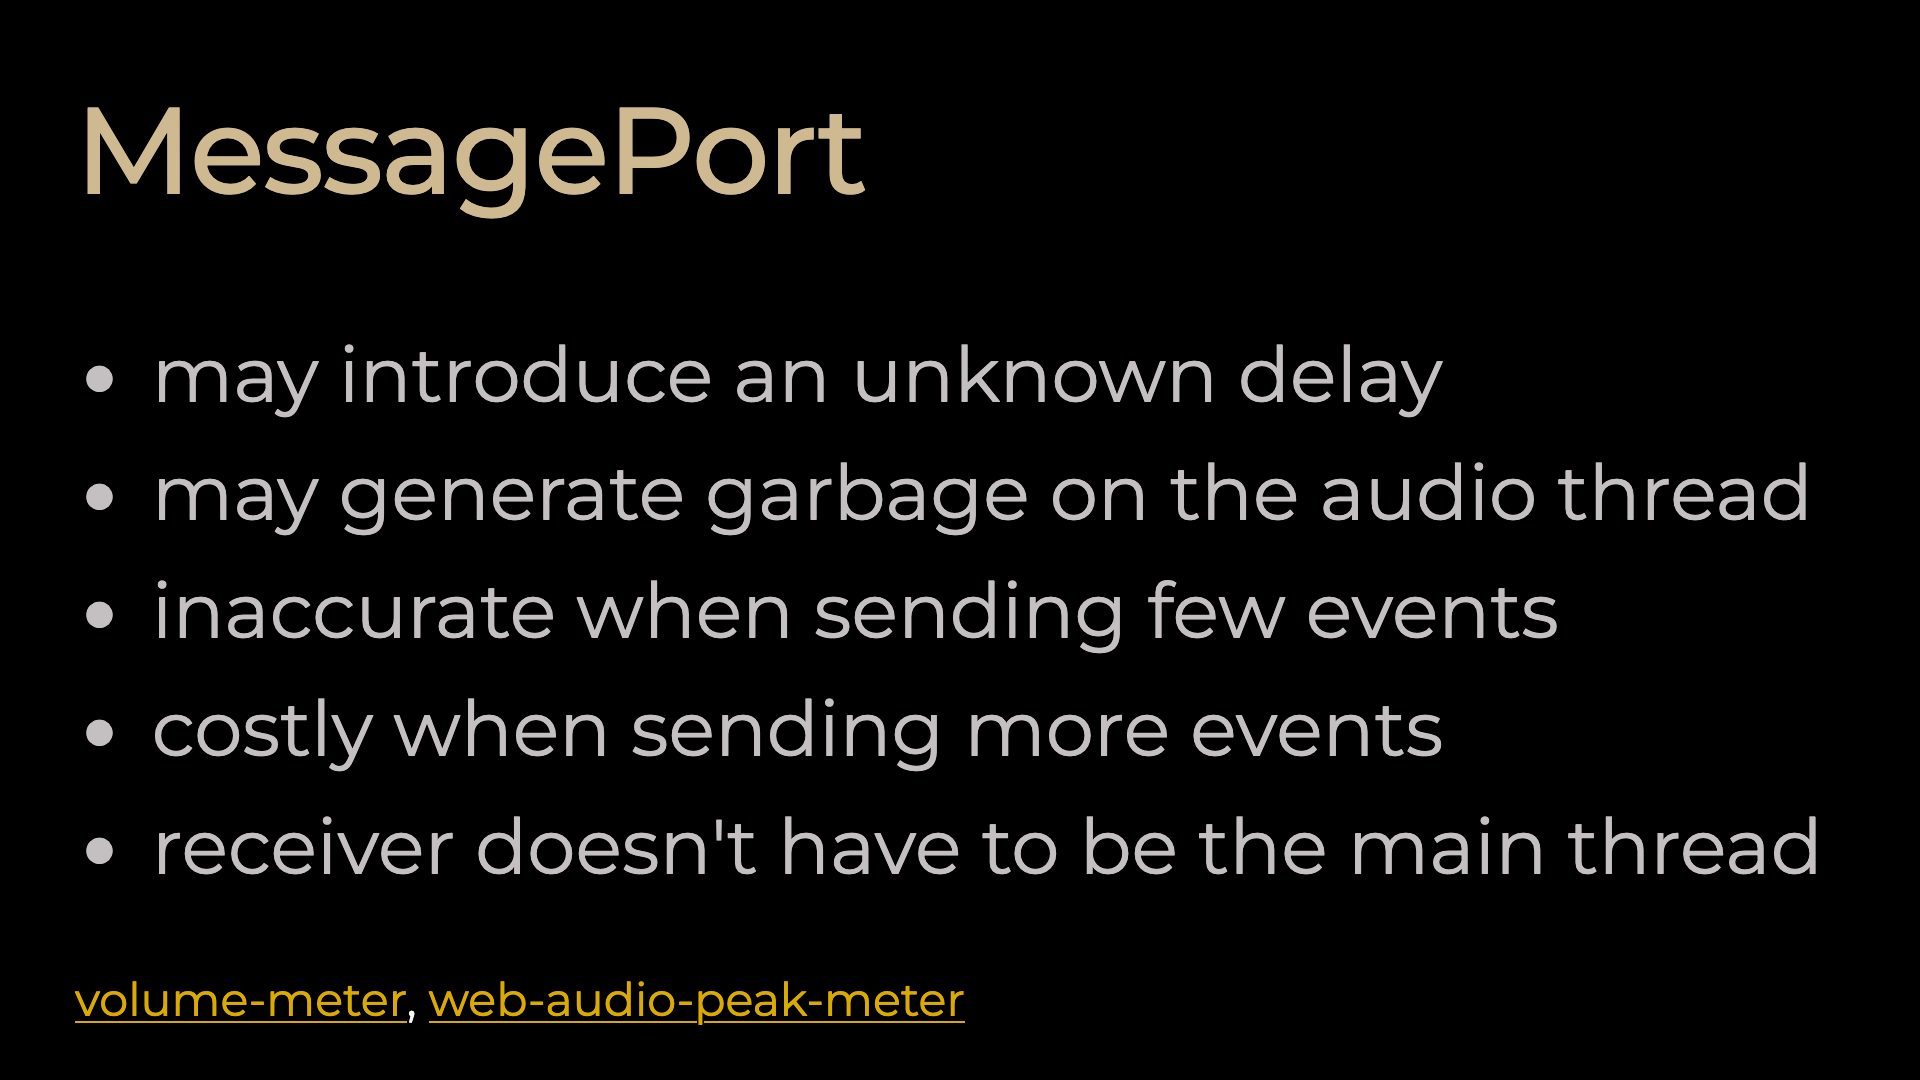 MessagePort
• may introduce an unknown delay
• may generate garbage on the audio thread
• inaccurate when sending few events
• costly when sending more events
• receiver doesn't have to be the main thread
volume-meter, web-audio-peak-meter